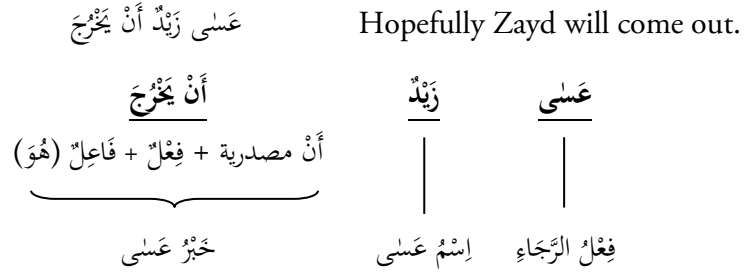 عَسٰى زَيْدٌ أَنْ يَخْرُجَ Hopefully Zayd will come out.
عَسٰى زَيْدٌ أَنْ يَخْرُجَ
أَنْ مصدرية + فِعْلٌ + فَاعِلٌ (هُوَ)
فِعْلُ الرَّجَاءِ اِسْمُ عَسٰى خَبْرُ عَسٰى